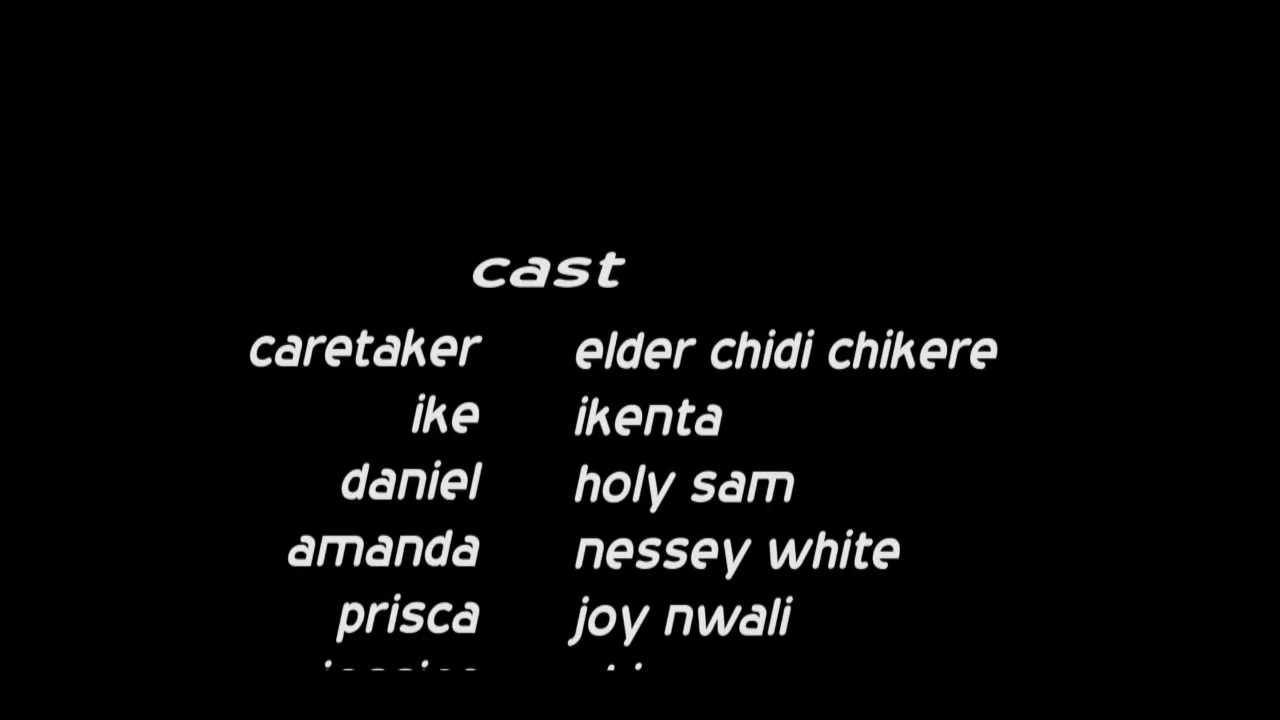 cast
caretaker elder chidi chikere
ike ikenta
daniel holy sam
amanda nessey white
prisca joy nwali